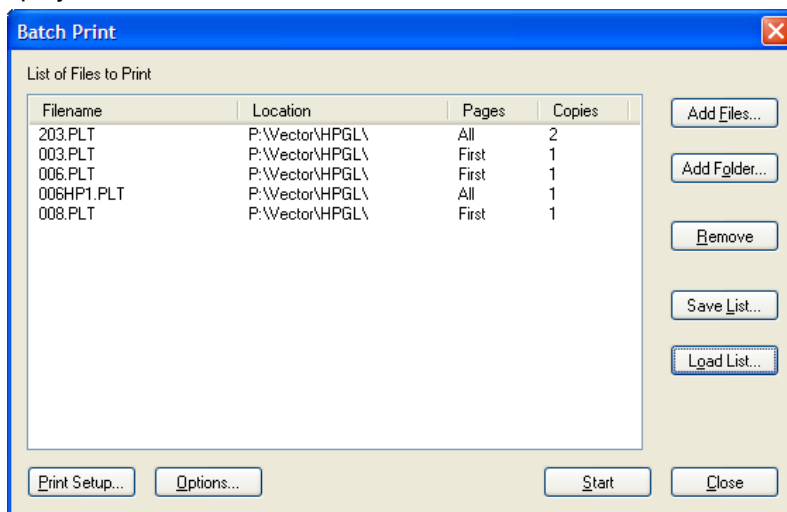 Batch Print
List of Files to Print
Filename Location Pages Copies
203.PLT P:\Vector\HPGL\ All 2
003.PLT P:\Vector\HPGL\ First 1
006.PLT P:\Vector\HPGL\ First 1
006HP1.PLT P:\Vector\HPGL\ All 1
008.PLT P:\Vector\HPGL\ First 1
Add Files...
Add Folder...
Remove
Save List...
Load List...
Print Setup... Options... Start Close